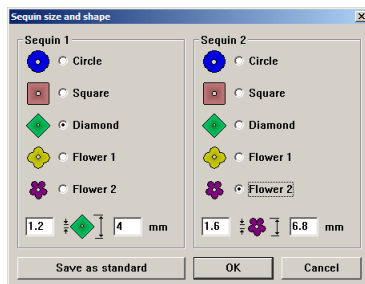 Sequin size and shape
Sequin 1
Circle
Square
Diamond
Flower 1
Flower 2
1.2 4 mm
Sequin 2
Circle
Square
Diamond
Flower 1
Flower 2
1.6 6.8 mm
Save as standard
OK
Cancel